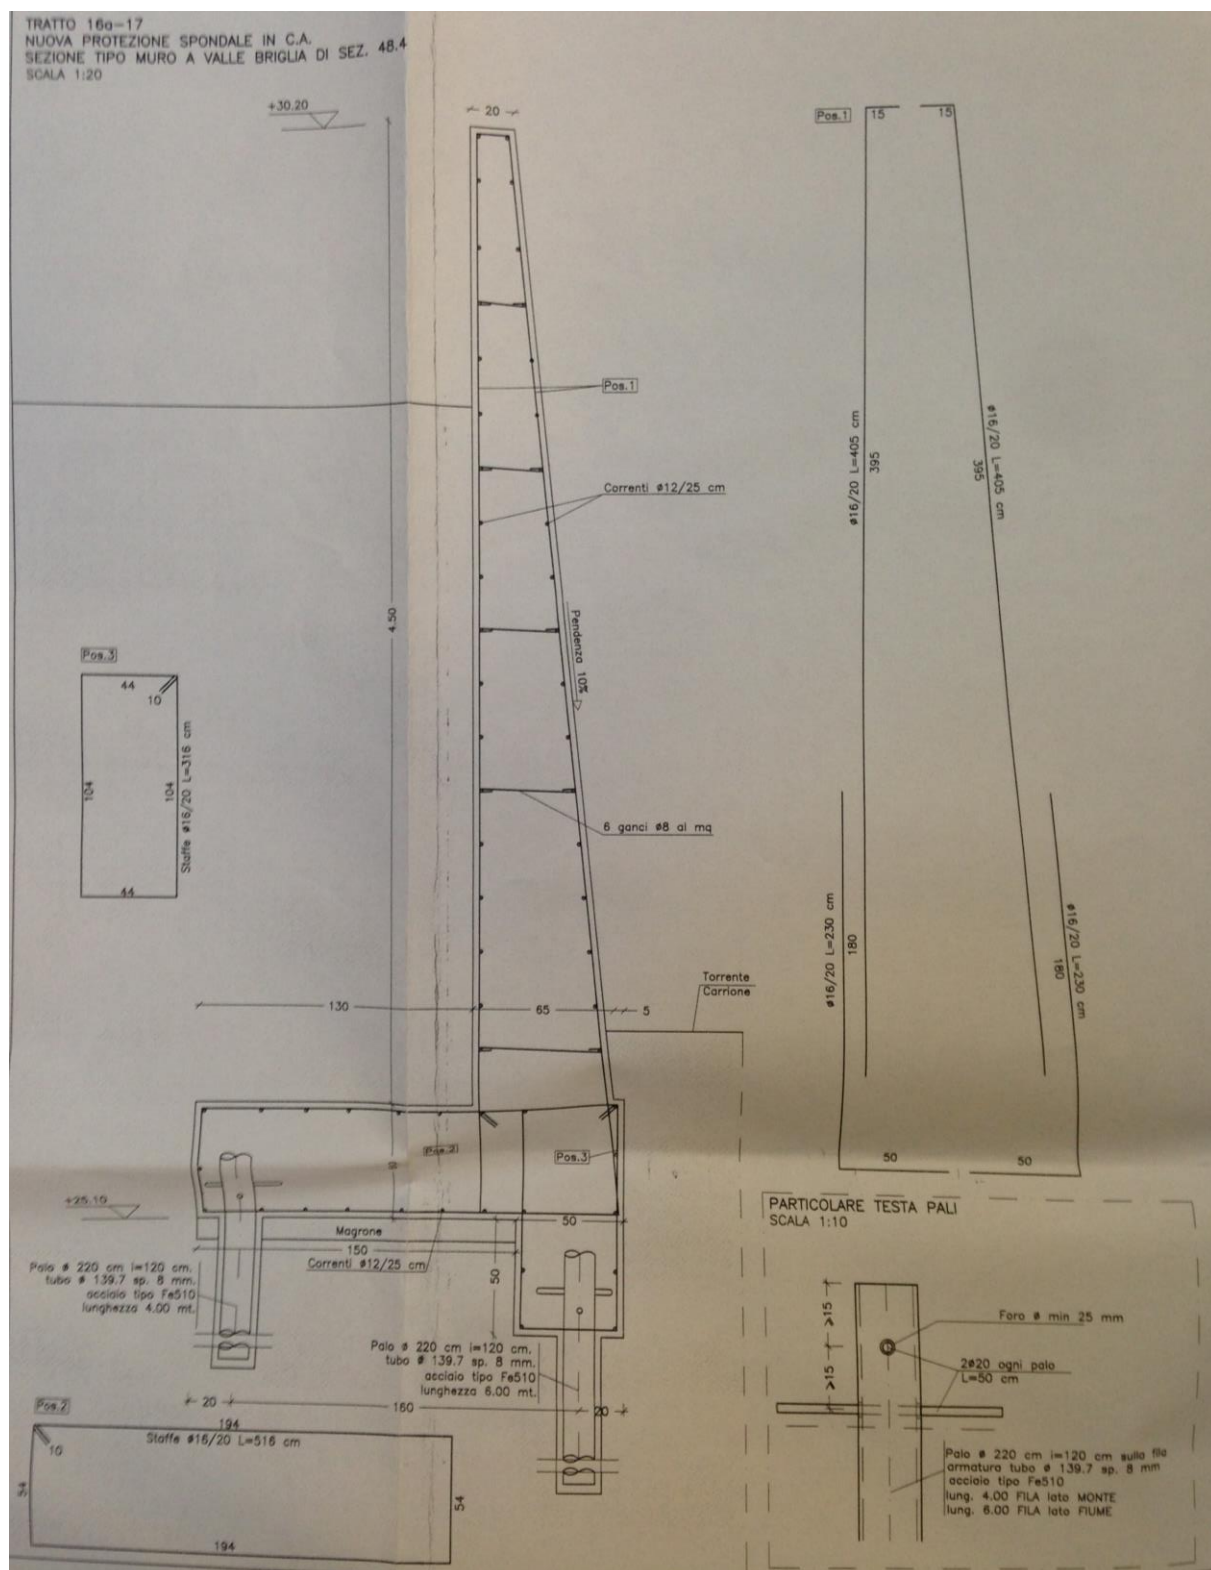 TRATTO 16a-17
NUOVA PROTEZIONE SPONDALE IN C.A.
SEZIONE TIPO MURO A VALLE BRIGLIA DI SEZ. 48.4
SCALA 1:20
+30.20
20
Pos.1
15
15
ø16/20 L=405 cm
395
ø16/20 L=405 cm
395
Pos.1
Correnti ø12/25 cm
4.50
Pendenza 10%
Pos.3
44
10
104
104
Staffe ø16/20 L=316 cm
44
6 ganci ø8 al mq
ø16/20 L=230 cm
180
ø16/20 L=230 cm
180
Torrente
Carrione
130
65
5
Pos.2
Pos.3
50
50
+25.10
Magrone
50
150
Correnti ø12/25 cm
50
Palo ø 220 cm i=120 cm.
tubo ø 139.7 sp. 8 mm.
acciaio tipo Fe510
lunghezza 4.00 mt.
Palo ø 220 cm i=120 cm.
tubo ø 139.7 sp. 8 mm.
acciaio tipo Fe510
lunghezza 6.00 mt.
20
160
20
Pos.2
194
Staffe ø16/20 L=516 cm
10
54
54
194
PARTICOLARE TESTA PALI
SCALA 1:10
>15
>15
Foro ø min 25 mm
2ø20 ogni palo
L=50 cm
Palo ø 220 cm i=120 cm sulla fila
armatura tubo ø 139.7 sp. 8 mm
acciaio tipo Fe510
lung. 4.00 FILA lato MONTE
lung. 6.00 FILA lato FIUME